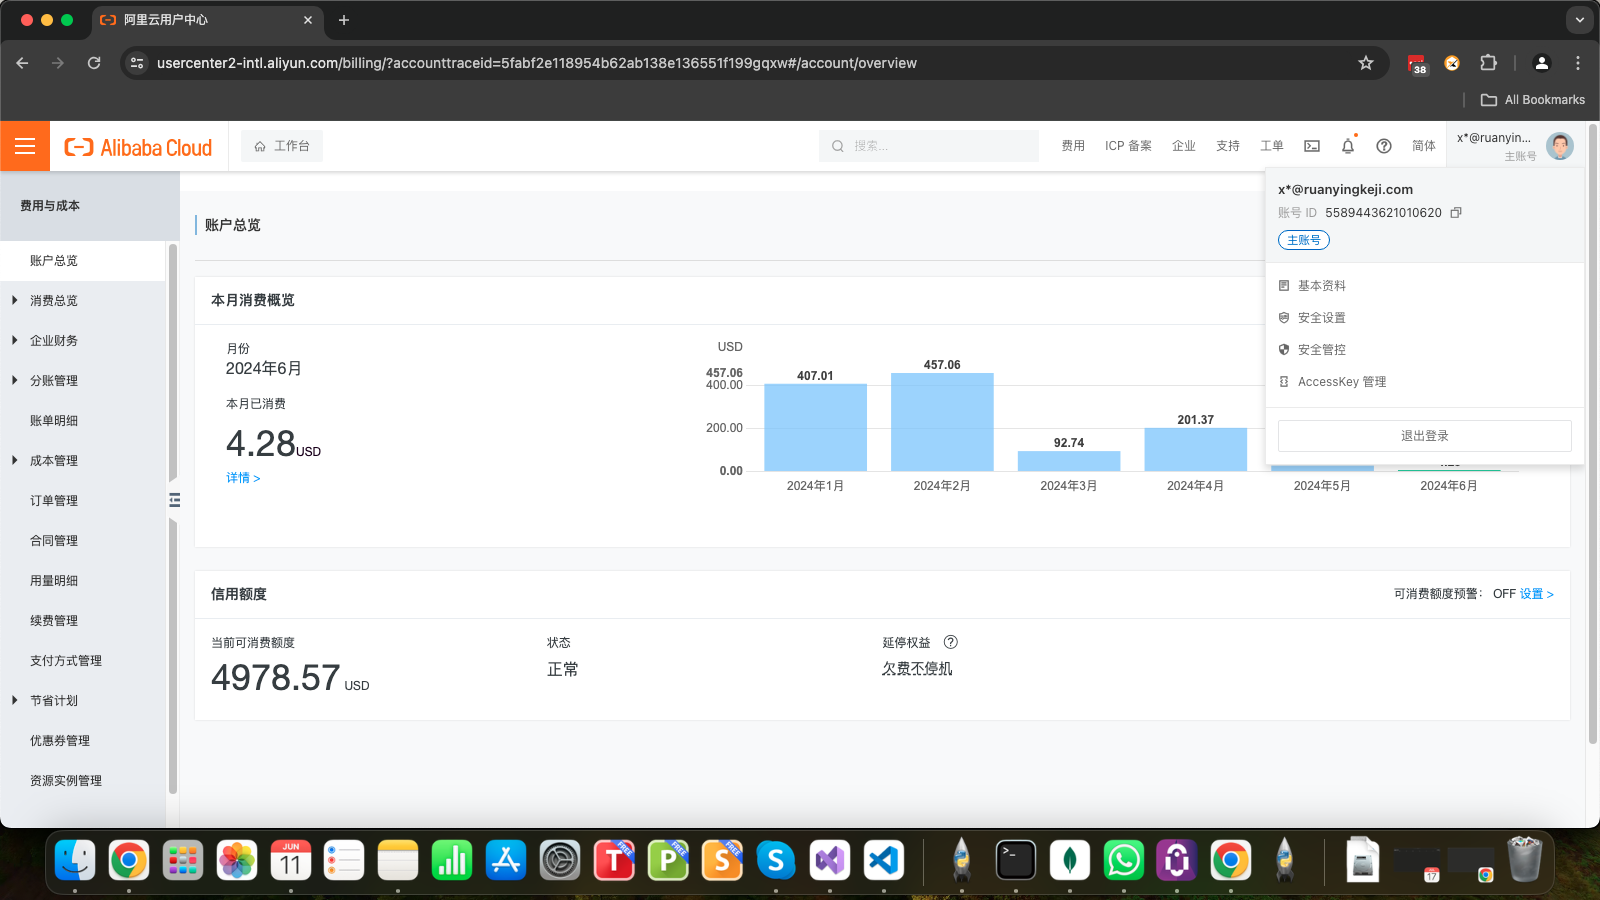 阿里云用户中心
usercenter2-intl.aliyun.com/billing/?accounttraceid=5fabf2e118954b62ab138e136551f199gqxw#/account/overview
38
All Bookmarks
Alibaba Cloud
工作台
搜索...
费用
ICP 备案
企业
支持
工单
简体
x*@ruanyin...
主账号
x*@ruanyingkeji.com
账号 ID 5589443621010620
主账号
基本资料
安全设置
安全管控
AccessKey 管理
退出登录
费用与成本
账户总览
消费总览
企业财务
分账管理
账单明细
成本管理
订单管理
合同管理
用量明细
续费管理
支付方式管理
节省计划
优惠券管理
资源实例管理
账户总览
本月消费概览
月份
2024年6月
本月已消费
4.28USD
详情 >
USD
457.06
400.00
200.00
0.00
407.01
457.06
92.74
201.37
2024年1月
2024年2月
2024年3月
2024年4月
2024年5月
2024年6月
信用额度
可消费额度预警: OFF 设置 >
当前可消费额度
4978.57 USD
状态
正常
延停权益
欠费不停机
JUN
11
T
FREE
P
FREE
S
FREE
S
>_
17